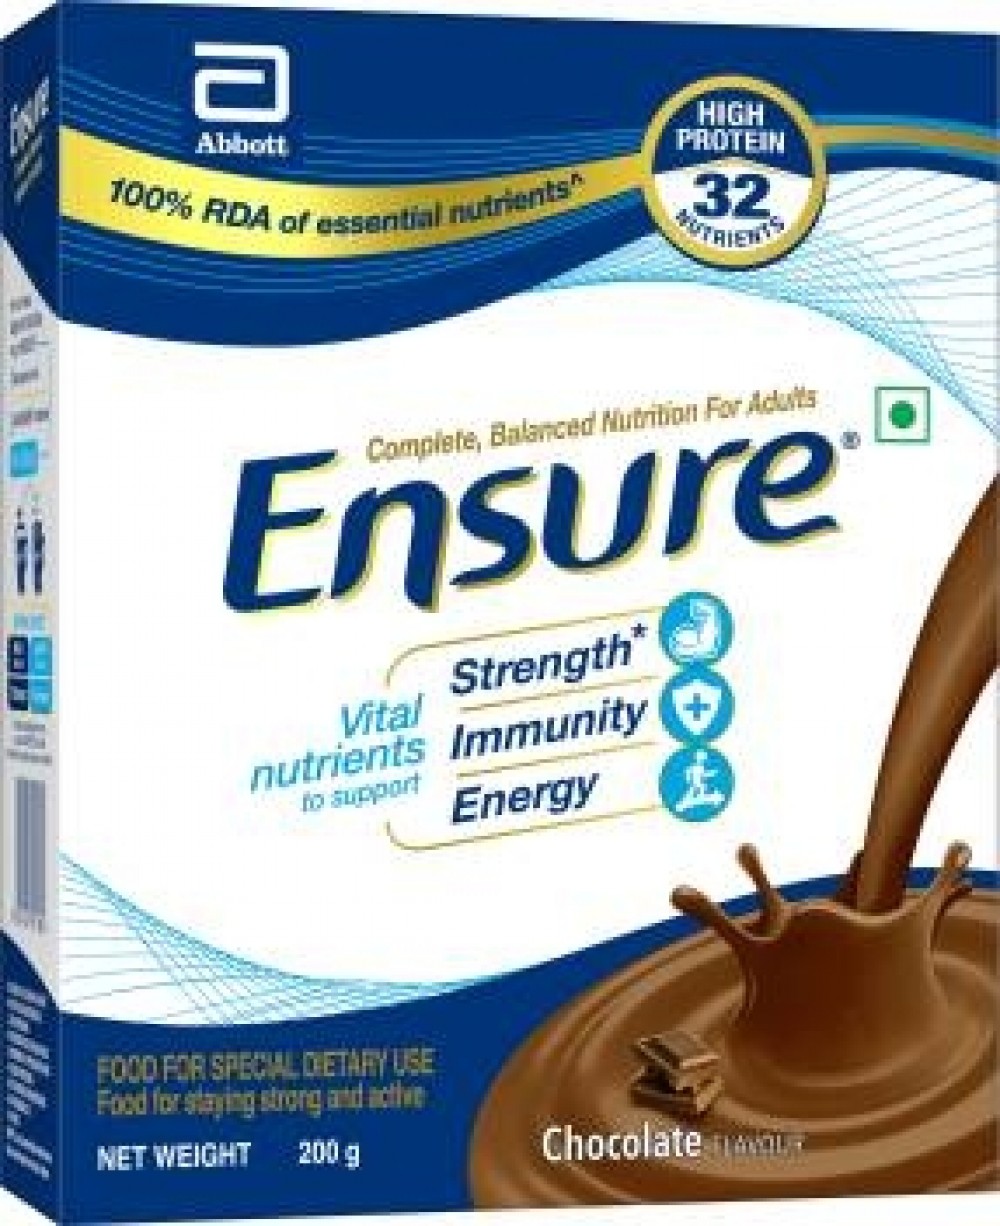 Abbott
100% RDA of essential nutrients^
HIGH
PROTEIN
32
NUTRIENTS
Complete, Balanced Nutrition For Adults
Ensure®
Vital
nutrients
to support
Strength*
Immunity
Energy
FOOD FOR SPECIAL DIETARY USE
Food for staying strong and active
NET WEIGHT 200 g
Chocolate FLAVOUR
Ensure